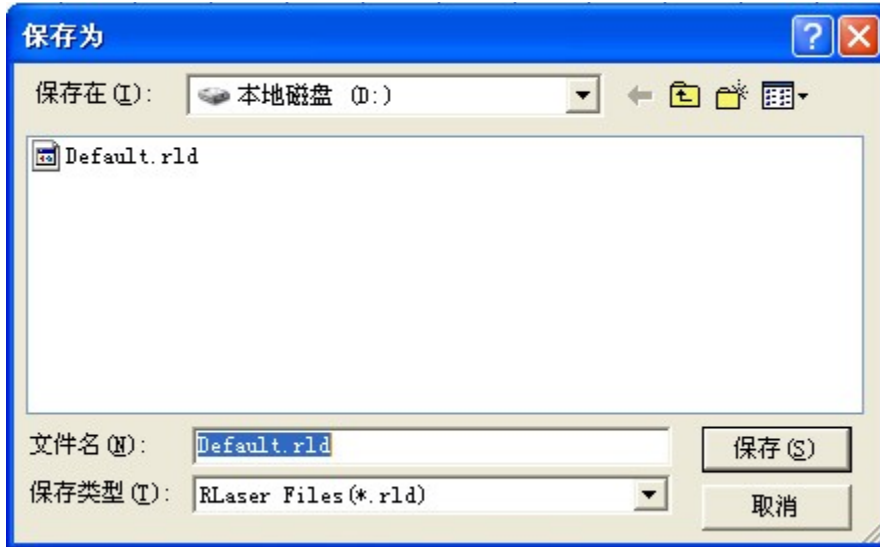 保存为
保存在(I): 本地磁盘 (D:)
Default.rld
文件名(N): Default.rld 保存(S)
保存类型(T): RLaser Files(*.rld) 取消